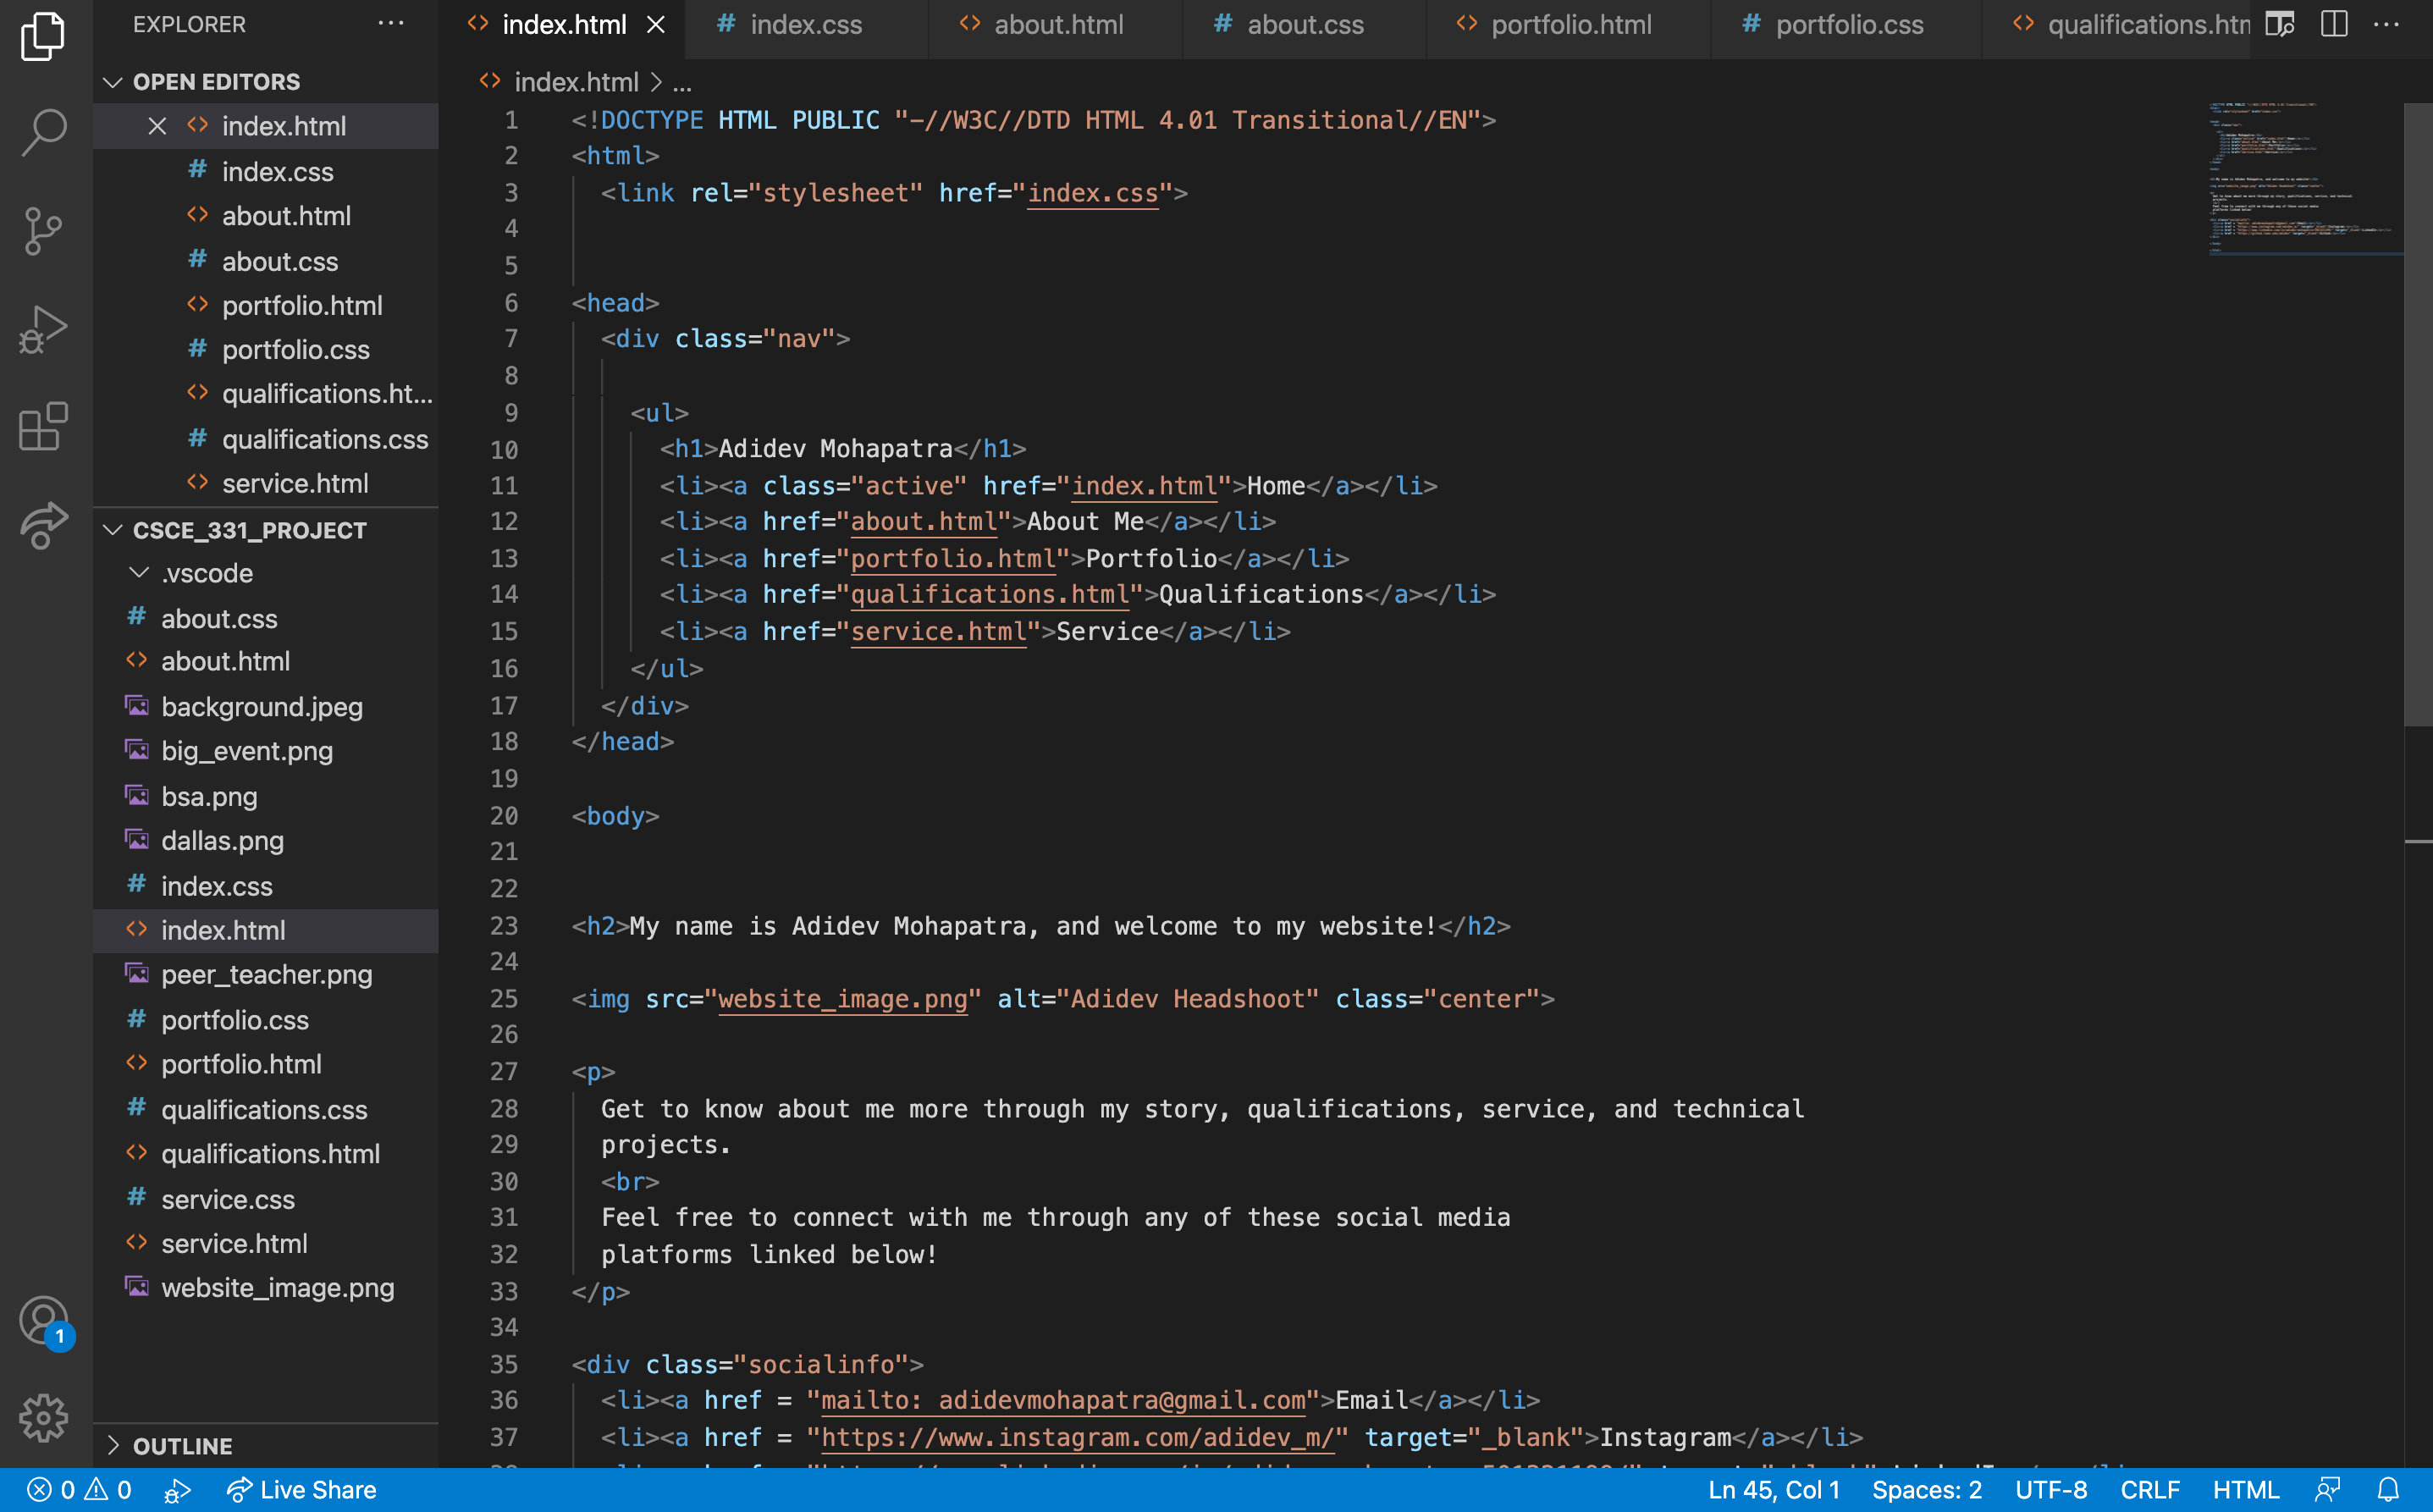 EXPLORER
OPEN EDITORS
index.html
index.css
about.html
about.css
portfolio.html
portfolio.css
qualifications.ht...
qualifications.css
service.html
CSCE_331_PROJECT
.vscode
about.css
about.html
background.jpeg
big_event.png
bsa.png
dallas.png
index.css
index.html
peer_teacher.png
portfolio.css
portfolio.html
qualifications.css
qualifications.html
service.css
service.html
website_image.png
OUTLINE
index.html index.css about.html about.css portfolio.html portfolio.css qualifications.htm
index.html > ...
1 <!DOCTYPE HTML PUBLIC "-//W3C//DTD HTML 4.01 Transitional//EN">
2 <html>
3 <link rel="stylesheet" href="index.css">
4
5
6 <head>
7 <div class="nav">
8
9 <ul>
10 <h1>Adidev Mohapatra</h1>
11 <li><a class="active" href="index.html">Home</a></li>
12 <li><a href="about.html">About Me</a></li>
13 <li><a href="portfolio.html">Portfolio</a></li>
14 <li><a href="qualifications.html">Qualifications</a></li>
15 <li><a href="service.html">Service</a></li>
16 </ul>
17 </div>
18 </head>
19
20 <body>
21
22
23 <h2>My name is Adidev Mohapatra, and welcome to my website!</h2>
24
25 <img src="website_image.png" alt="Adidev Headshoot" class="center">
26
27 <p>
28 Get to know about me more through my story, qualifications, service, and technical
29 projects.
30 <br>
31 Feel free to connect with me through any of these social media
32 platforms linked below!
33 </p>
34
35 <div class="socialinfo">
36 <li><a href = "mailto: adidevmohapatra@gmail.com">Email</a></li>
37 <li><a href = "https://www.instagram.com/adidev_m/" target="_blank">Instagram</a></li>
1
0 0 Live Share Ln 45, Col 1 Spaces: 2 UTF-8 CRLF HTML